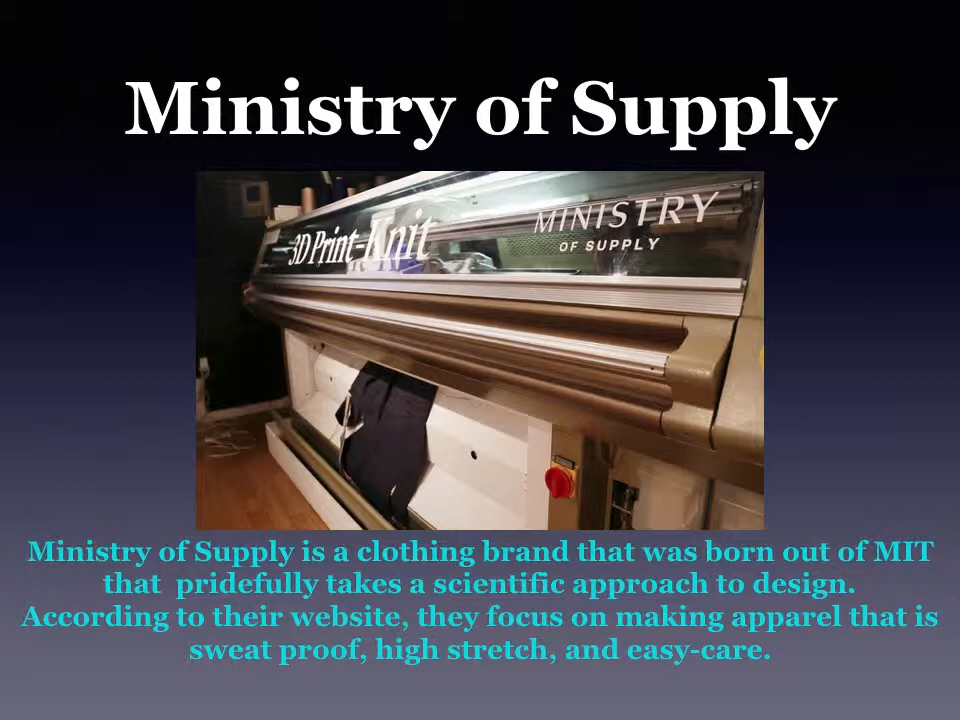 Ministry of Supply
3D Print-Knit
MINISTRY
OF SUPPLY
Ministry of Supply is a clothing brand that was born out of MIT
that  pridefully takes a scientific approach to design.
According to their website, they focus on making apparel that is
sweat proof, high stretch, and easy-care.